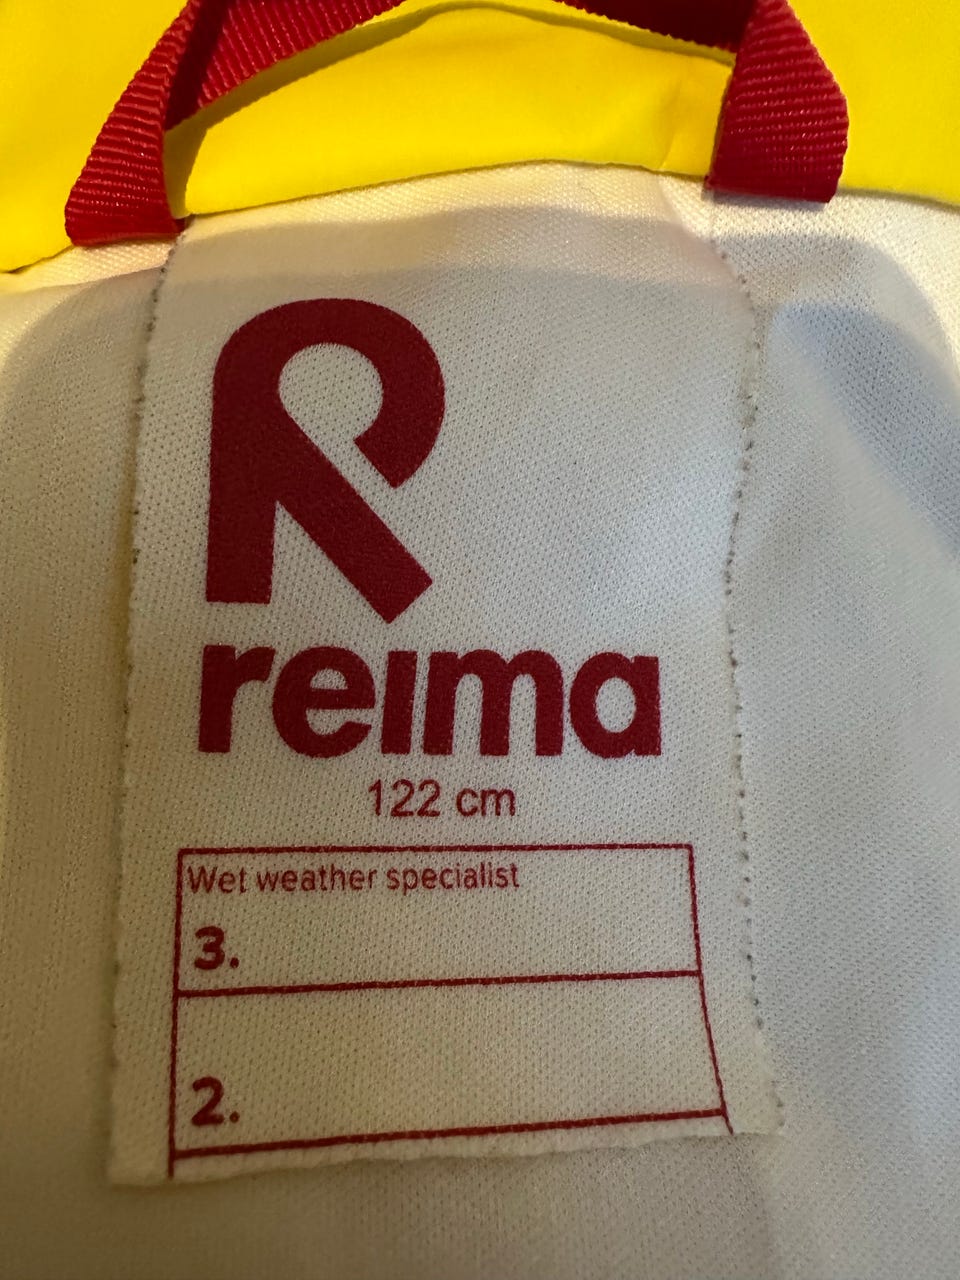 reima
122 cm
Wet weather specialist
3.
2.